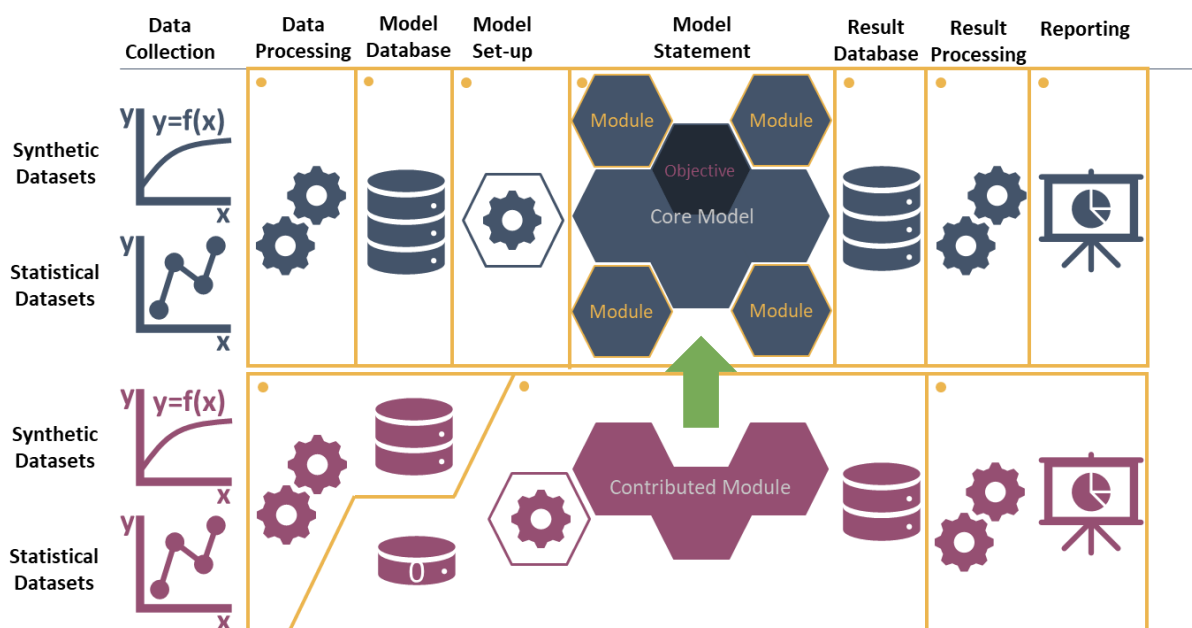 Data
Collection
Data
Processing
Model
Database
Model
Set-up
Model
Statement
Result
Database
Result
Processing
Reporting
Synthetic
Datasets
y
y=f(x)
x
Module
Module
Objective
Core Model
Statistical
Datasets
y
x
Module
Module
Synthetic
Datasets
y
y=f(x)
x
Contributed Module
Statistical
Datasets
y
x
0